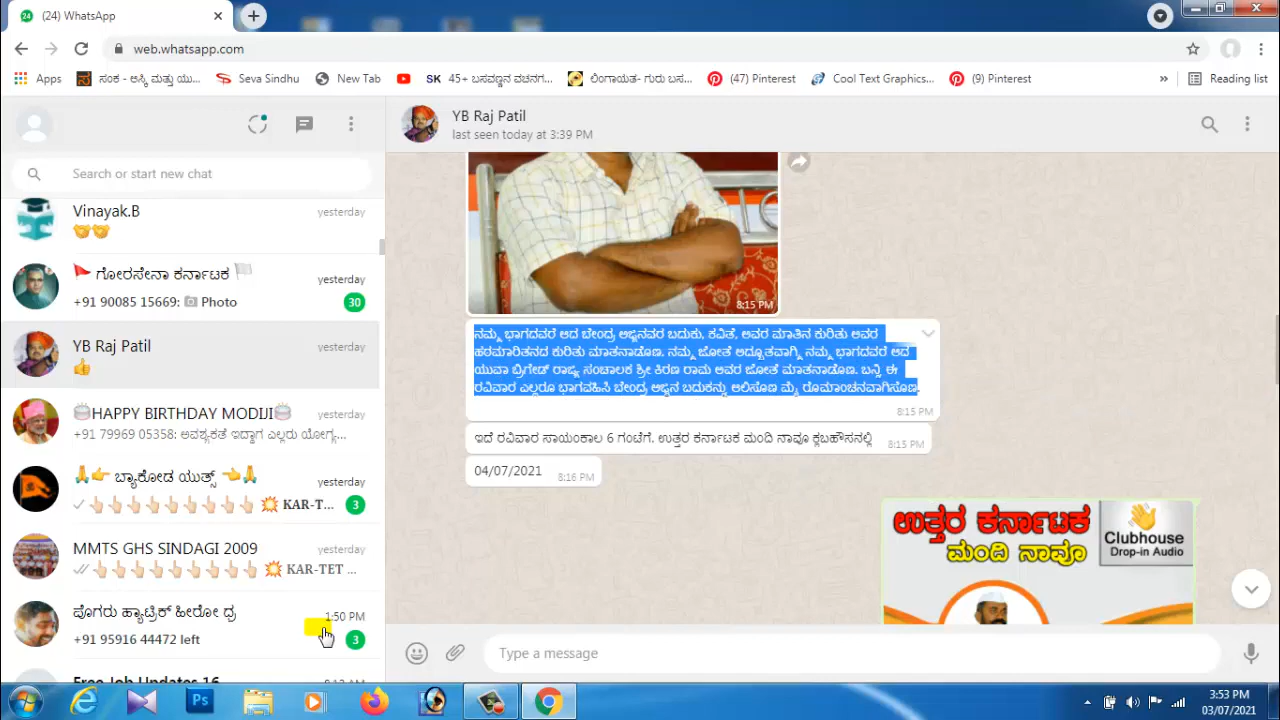 (24) WhatsApp
web.whatsapp.com
Apps
ಸಂಕ - ಅಸ್ಕಿ ಮತ್ತು ಯು...
Seva Sindhu
New Tab
SK 45+ ಬಸವಣ್ಣನ ವಚನಗ...
ಲಿಂಗಾಯತ- ಗುರು ಬಸ...
(47) Pinterest
Cool Text Graphics...
(9) Pinterest
»
Reading list
Search or start new chat
Vinayak.B
yesterday
ಗೋರಸೇನಾ ಕರ್ನಾಟಕ
yesterday
+91 90085 15669: Photo
30
YB Raj Patil
yesterday
HAPPY BIRTHDAY MODIJI
yesterday
+91 79969 05358: ಅವಶ್ಯಕತೆ ಇದ್ದಾಗ ಎಲ್ಲರು ಯೋಗ್ಯ...
ಬ್ಯಾಕೋಡ ಯುತ್ಸ್
yesterday
KAR-T...
3
MMTS GHS SINDAGI 2009
yesterday
KAR-TET ...
ಪೊಗರು ಹ್ಯಾಟ್ರಿಕ್ ಹೀರೋ ಧ್ರ
1:50 PM
+91 95916 44472 left
3
Free Job Updates 16
YB Raj Patil
last seen today at 3:39 PM
8:15 PM
ನಮ್ಮ ಭಾಗದವರೆ ಆದ ಬೇಂದ್ರೆ ಅಜ್ಜನವರ ಬದುಕು, ಕವಿತೆ, ಅವರ ಮಾತಿನ ಕುರಿತು ಅವರ
ಹಠಮಾರಿತನದ ಕುರಿತು ಮಾತನಾಡೋಣ. ನಮ್ಮ ಜೋತೆ ಅದ್ಬೂತವಾಗ್ಗಿ ನಮ್ಮ ಭಾಗದವರೆ ಆದ
ಯುವಾ ಬ್ರಿಗೇಡ್ ರಾಜ್ಯ ಸಂಚಾಲಕ ಶ್ರೀ ಕಿರಣ ರಾಮ ಅವರ ಜೋತೆ ಮಾತನಾಡೋಣ. ಬನ್ನಿ ಈ
ರವಿವಾರ ಎಲ್ಲರೂ ಭಾಗವಹಿಸಿ ಬೇಂದ್ರೆ ಅಜ್ಜನ ಬದುಕನ್ನು ಆಲಿಸೋಣ ಮೈ ರೋಮಾಂಚನವಾಗಿಸೋಣ.
8:15 PM
ಇದೆ ರವಿವಾರ ಸಾಯಂಕಾಲ 6 ಗಂಟೆಗೆ. ಉತ್ತರ ಕರ್ನಾಟಕ ಮಂದಿ ನಾವೂ ಕ್ಲಬಹೌಸನಲ್ಲಿ
8:15 PM
04/07/2021
8:16 PM
ಉತ್ತರ ಕರ್ನಾಟಕ
ಮಂದಿ ನಾವೂ
Clubhouse
Drop-in Audio
Type a message
3:53 PM
03/07/2021